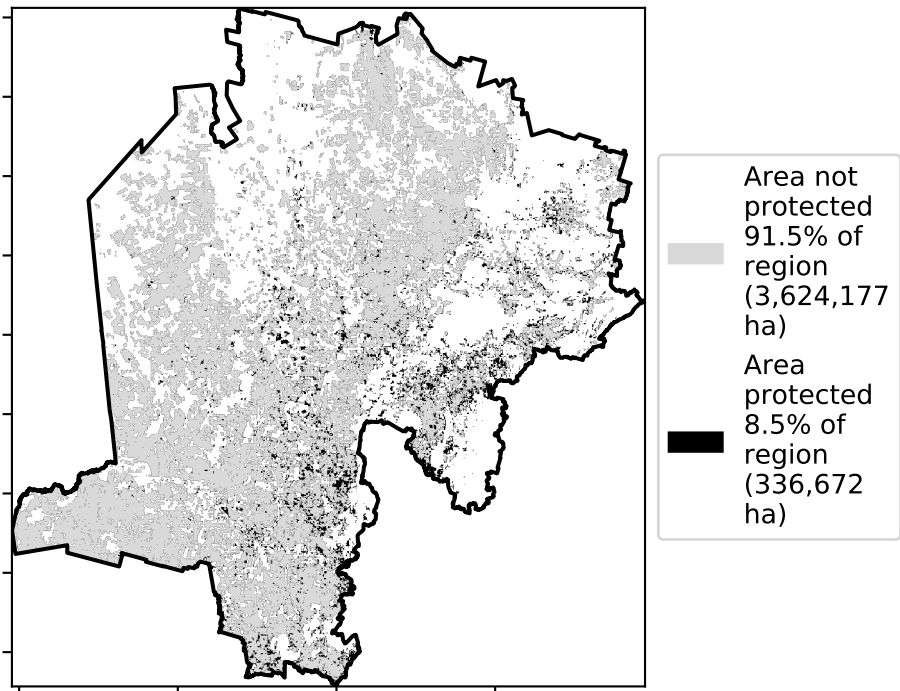 Area not
protected
91.5% of
region
(3,624,177
ha)
Area
protected
8.5% of
region
(336,672
ha)